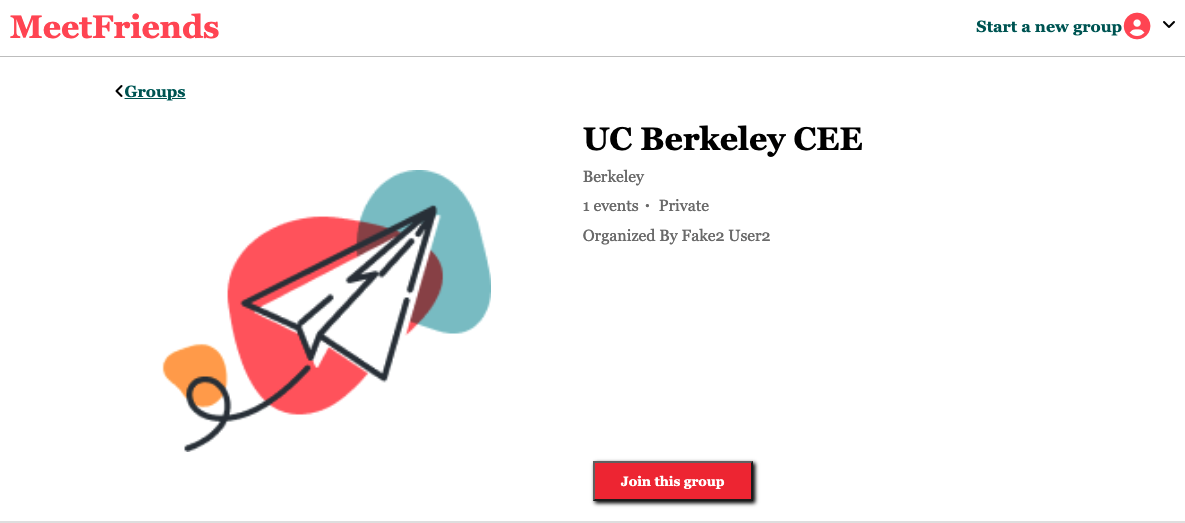 MeetFriends
Start a new group
Groups
UC Berkeley CEE
Berkeley
1 events · Private
Organized By Fake2 User2
Join this group